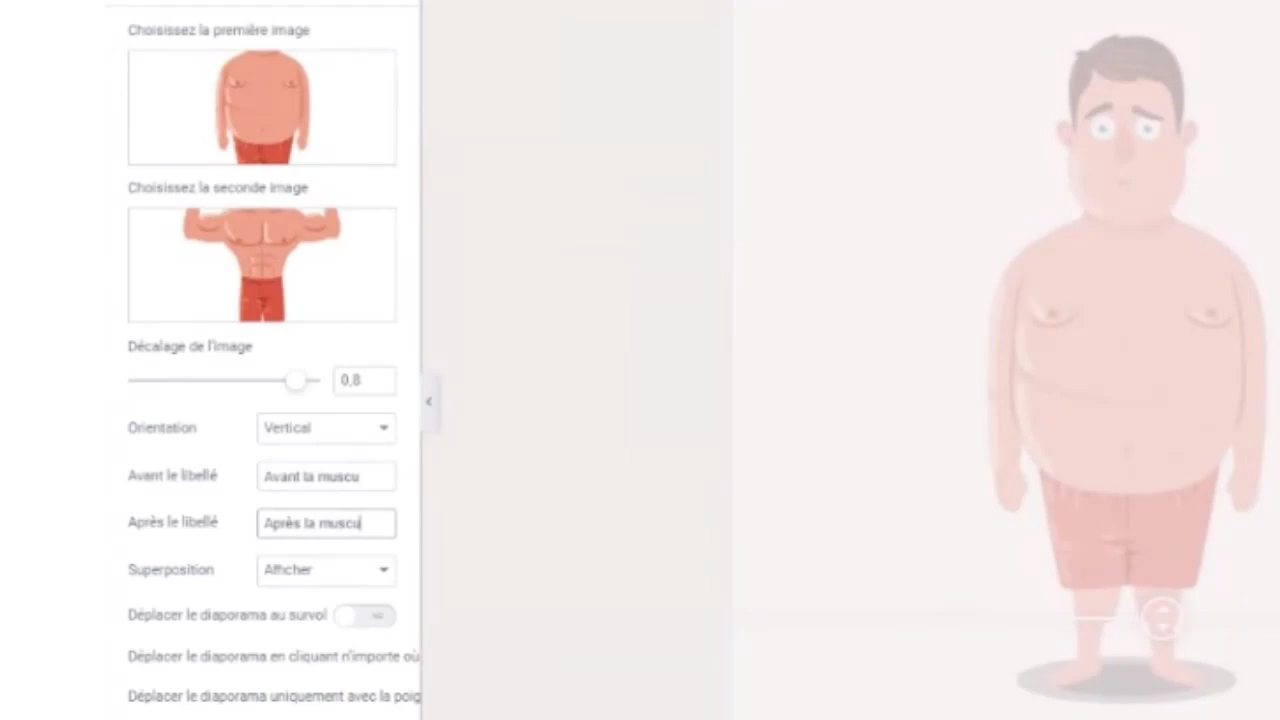 Choisissez la première image
Choisissez la seconde image
Décalage de l'image
0,8
Orientation
Vertical
Avant le libellé
Avant la muscu
Après le libellé
Après la muscu
Superposition
Afficher
Déplacer le diaporama au survol
Déplacer le diaporama en cliquant n'importe où
Déplacer le diaporama uniquement avec la poig